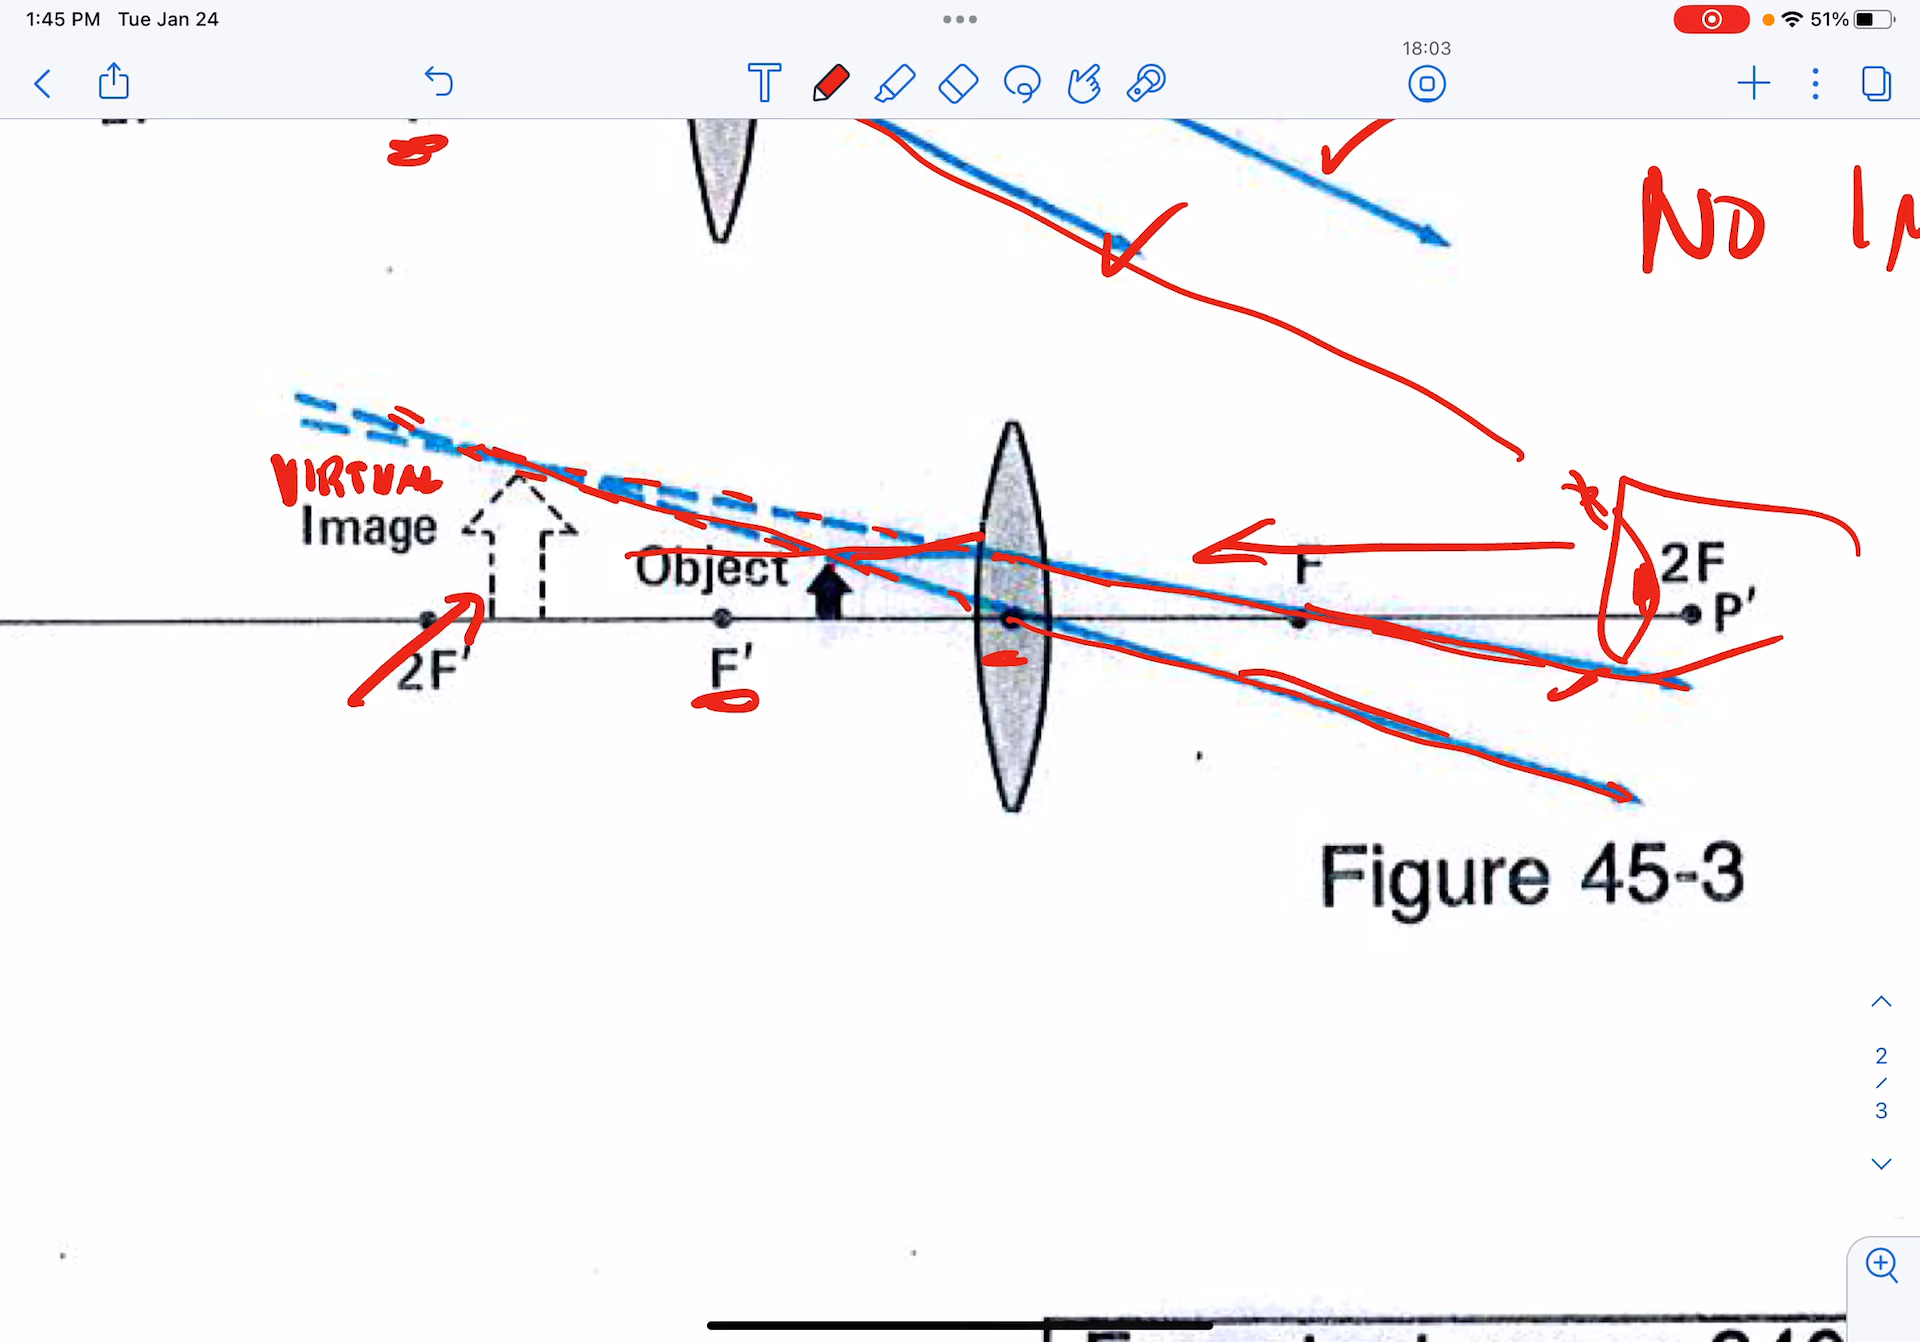 1:45 PM Tue Jan 24
51%
18:03
T
NO
VIRTUAL
Image
Object
F
2F
P'
2F'
F'
Figure 45-3
2
/
3